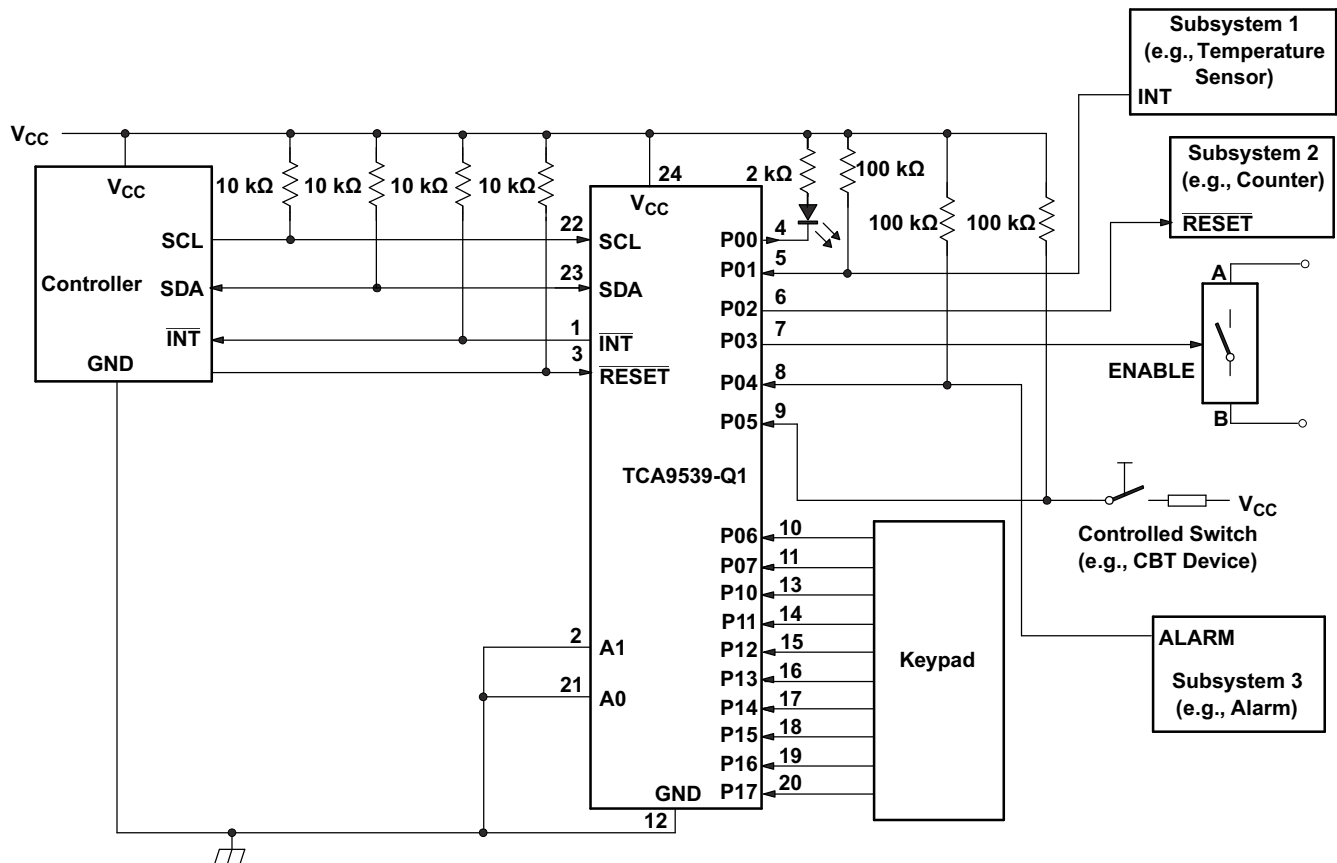 Subsystem 1
(e.g., Temperature
Sensor)
INT
VCC
Subsystem 2
(e.g., Counter)
RESET
VCC
10 kΩ
10 kΩ
10 kΩ
10 kΩ
24
VCC
2 kΩ
100 kΩ
100 kΩ
100 kΩ
Controller
SCL
SDA
INT
GND
22
23
1
3
SCL
SDA
INT
RESET
P00
P01
P02
P03
P04
P05
4
5
6
7
8
9
A
ENABLE
B
TCA9539-Q1
VCC
Controlled Switch
(e.g., CBT Device)
P06
P07
P10
P11
P12
P13
P14
P15
P16
P17
10
11
13
14
15
16
17
18
19
20
Keypad
2
A1
21
A0
ALARM
Subsystem 3
(e.g., Alarm)
GND
12